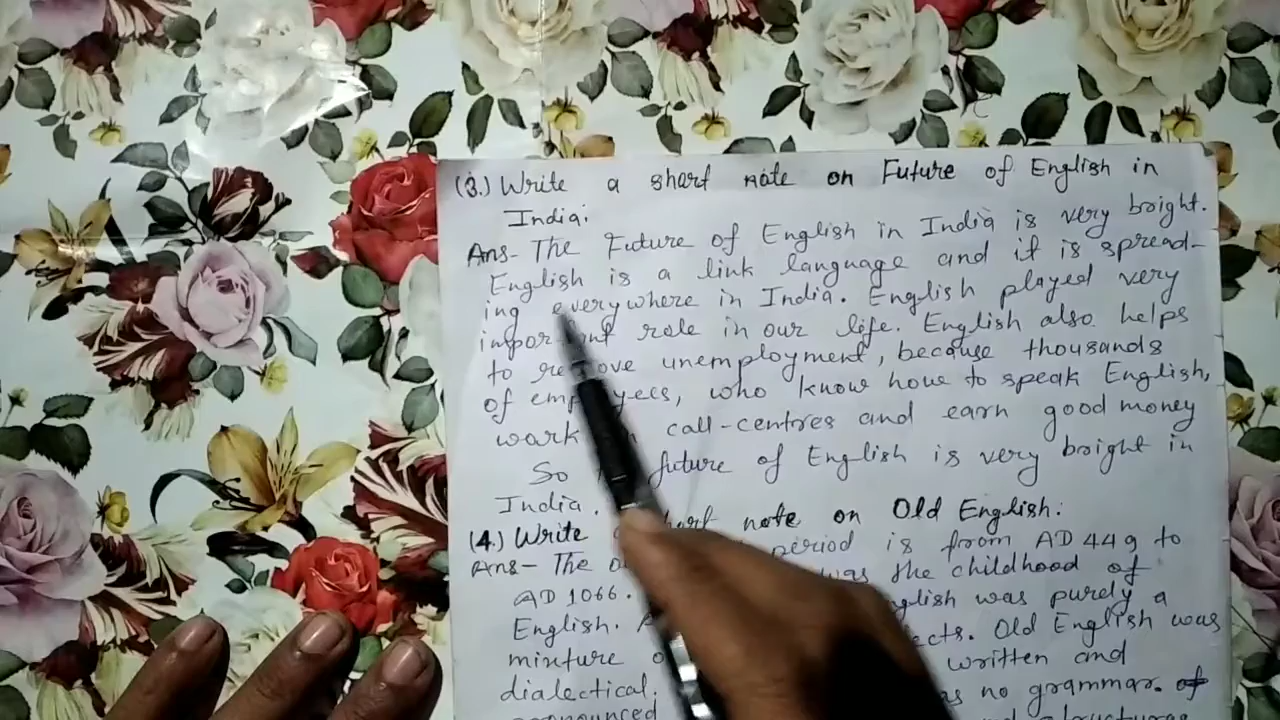 (3.) Write a short note on Future of English in
India:
Ans- The Future of English in India is very bright.
English is a link language and it is spread-
ing everywhere in India. English played very
role in our life. English also helps
to unemployment, because thousands
of who know how to speak English,
work call-centres and earn good money
So future of English is very bright in
India.
(4.) Write note on Old English:
Ans- The period is from AD 449 to
AD 1066. was the childhood of
English. was purely a
mixture Old English was
dialectical. written and
pronounced no grammar. of
structures